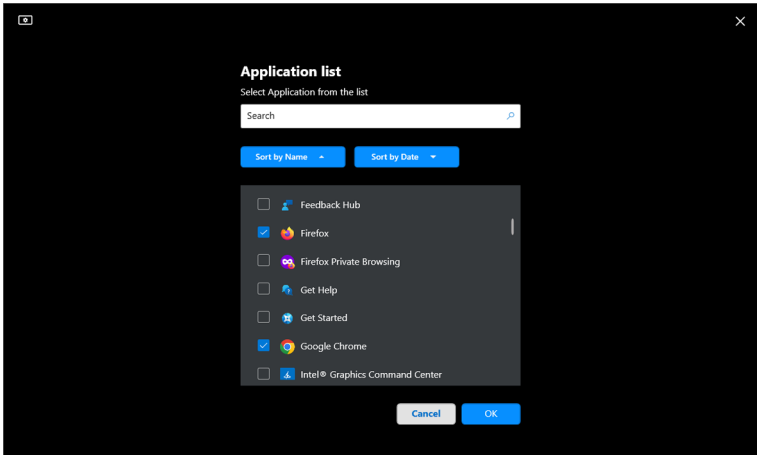 Application list
Select Application from the list
Search
Sort by Name Sort by Date
Feedback Hub
Firefox
Firefox Private Browsing
Get Help
Get Started
Google Chrome
Intel® Graphics Command Center
Cancel OK